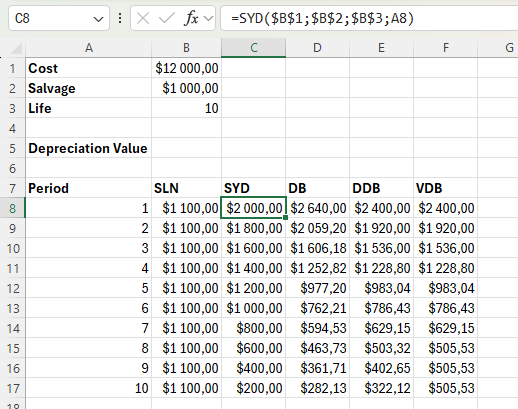 C8 fx =SYD($B$1;$B$2;$B$3;A8)
A B C D E F G
1 Cost $12 000,00
2 Salvage $1 000,00
3 Life 10
4
5 Depreciation Value
6
7 Period SLN SYD DB DDB VDB
8 1 $1 100,00 $2 000,00 $2 640,00 $2 400,00 $2 400,00
9 2 $1 100,00 $1 800,00 $2 059,20 $1 920,00 $1 920,00
10 3 $1 100,00 $1 600,00 $1 606,18 $1 536,00 $1 536,00
11 4 $1 100,00 $1 400,00 $1 252,82 $1 228,80 $1 228,80
12 5 $1 100,00 $1 200,00 $977,20 $983,04 $983,04
13 6 $1 100,00 $1 000,00 $762,21 $786,43 $786,43
14 7 $1 100,00 $800,00 $594,53 $629,15 $629,15
15 8 $1 100,00 $600,00 $463,73 $503,32 $505,53
16 9 $1 100,00 $400,00 $361,71 $402,65 $505,53
17 10 $1 100,00 $200,00 $282,13 $322,12 $505,53
18